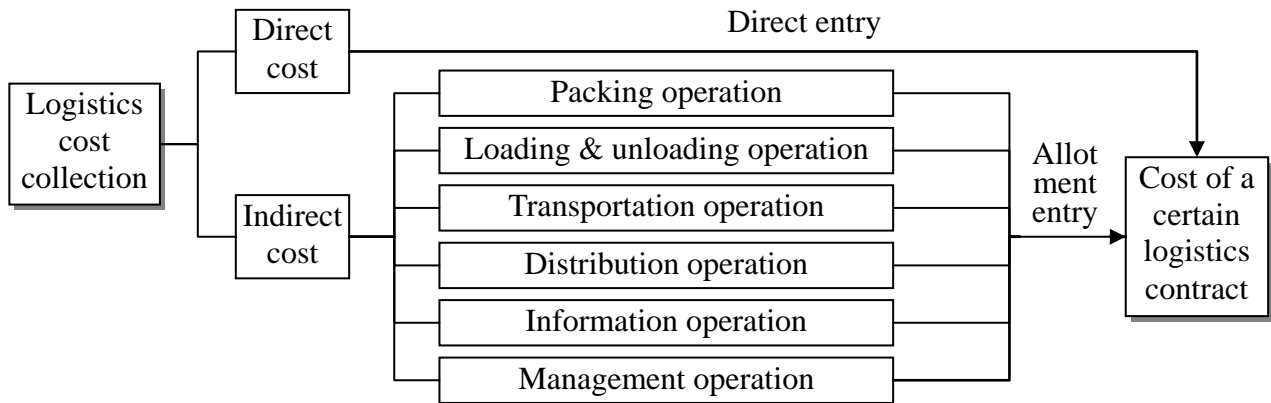 Direct
cost
Direct entry
Logistics
cost
collection
Packing operation
Loading & unloading operation
Transportation operation
Distribution operation
Information operation
Management operation
Indirect
cost
Allot
ment
entry
Cost of a
certain
logistics
contract